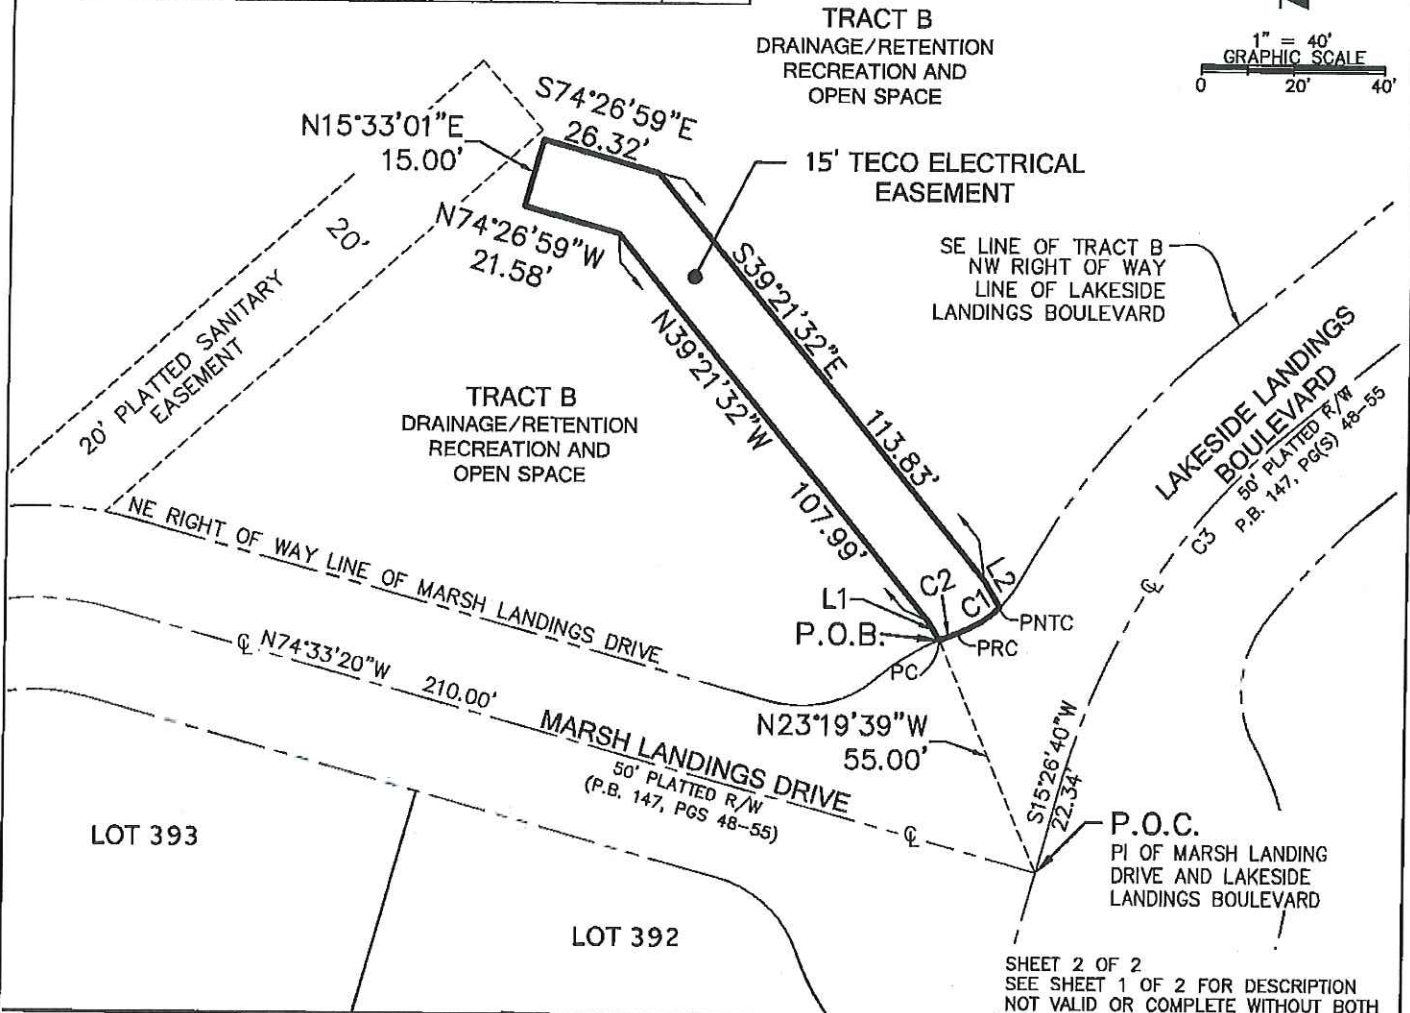 TRACT B
DRAINAGE/RETENTION
RECREATION AND
OPEN SPACE
1" = 40'
GRAPHIC SCALE
0 20' 40'
S74°26'59"E
26.32'
N15°33'01"E
15.00'
15' TECO ELECTRICAL
EASEMENT
N74°26'59"W
21.58'
20'
20' PLATTED SANITARY
EASEMENT
SE LINE OF TRACT B
NW RIGHT OF WAY
LINE OF LAKESIDE
LANDINGS BOULEVARD
S39°21'32"E
113.83'
N39°21'32"W
107.99'
TRACT B
DRAINAGE/RETENTION
RECREATION AND
OPEN SPACE
LAKESIDE LANDINGS
BOULEVARD
50' PLATTED R/W
P.B. 147, PG(S) 48-55
C3
℄
NE RIGHT OF WAY LINE OF MARSH LANDINGS DRIVE
L2
C2
C1
L1
P.O.B.
PNTC
PRC
PC
℄ N74°33'20"W 210.00'
MARSH LANDINGS DRIVE
50' PLATTED R/W
(P.B. 147, PGS 48-55)
℄
N23°19'39"W
55.00'
S15°26'40"W
22.34'
P.O.C.
PI OF MARSH LANDING
DRIVE AND LAKESIDE
LANDINGS BOULEVARD
LOT 393
LOT 392
SHEET 2 OF 2
SEE SHEET 1 OF 2 FOR DESCRIPTION
NOT VALID OR COMPLETE WITHOUT BOTH